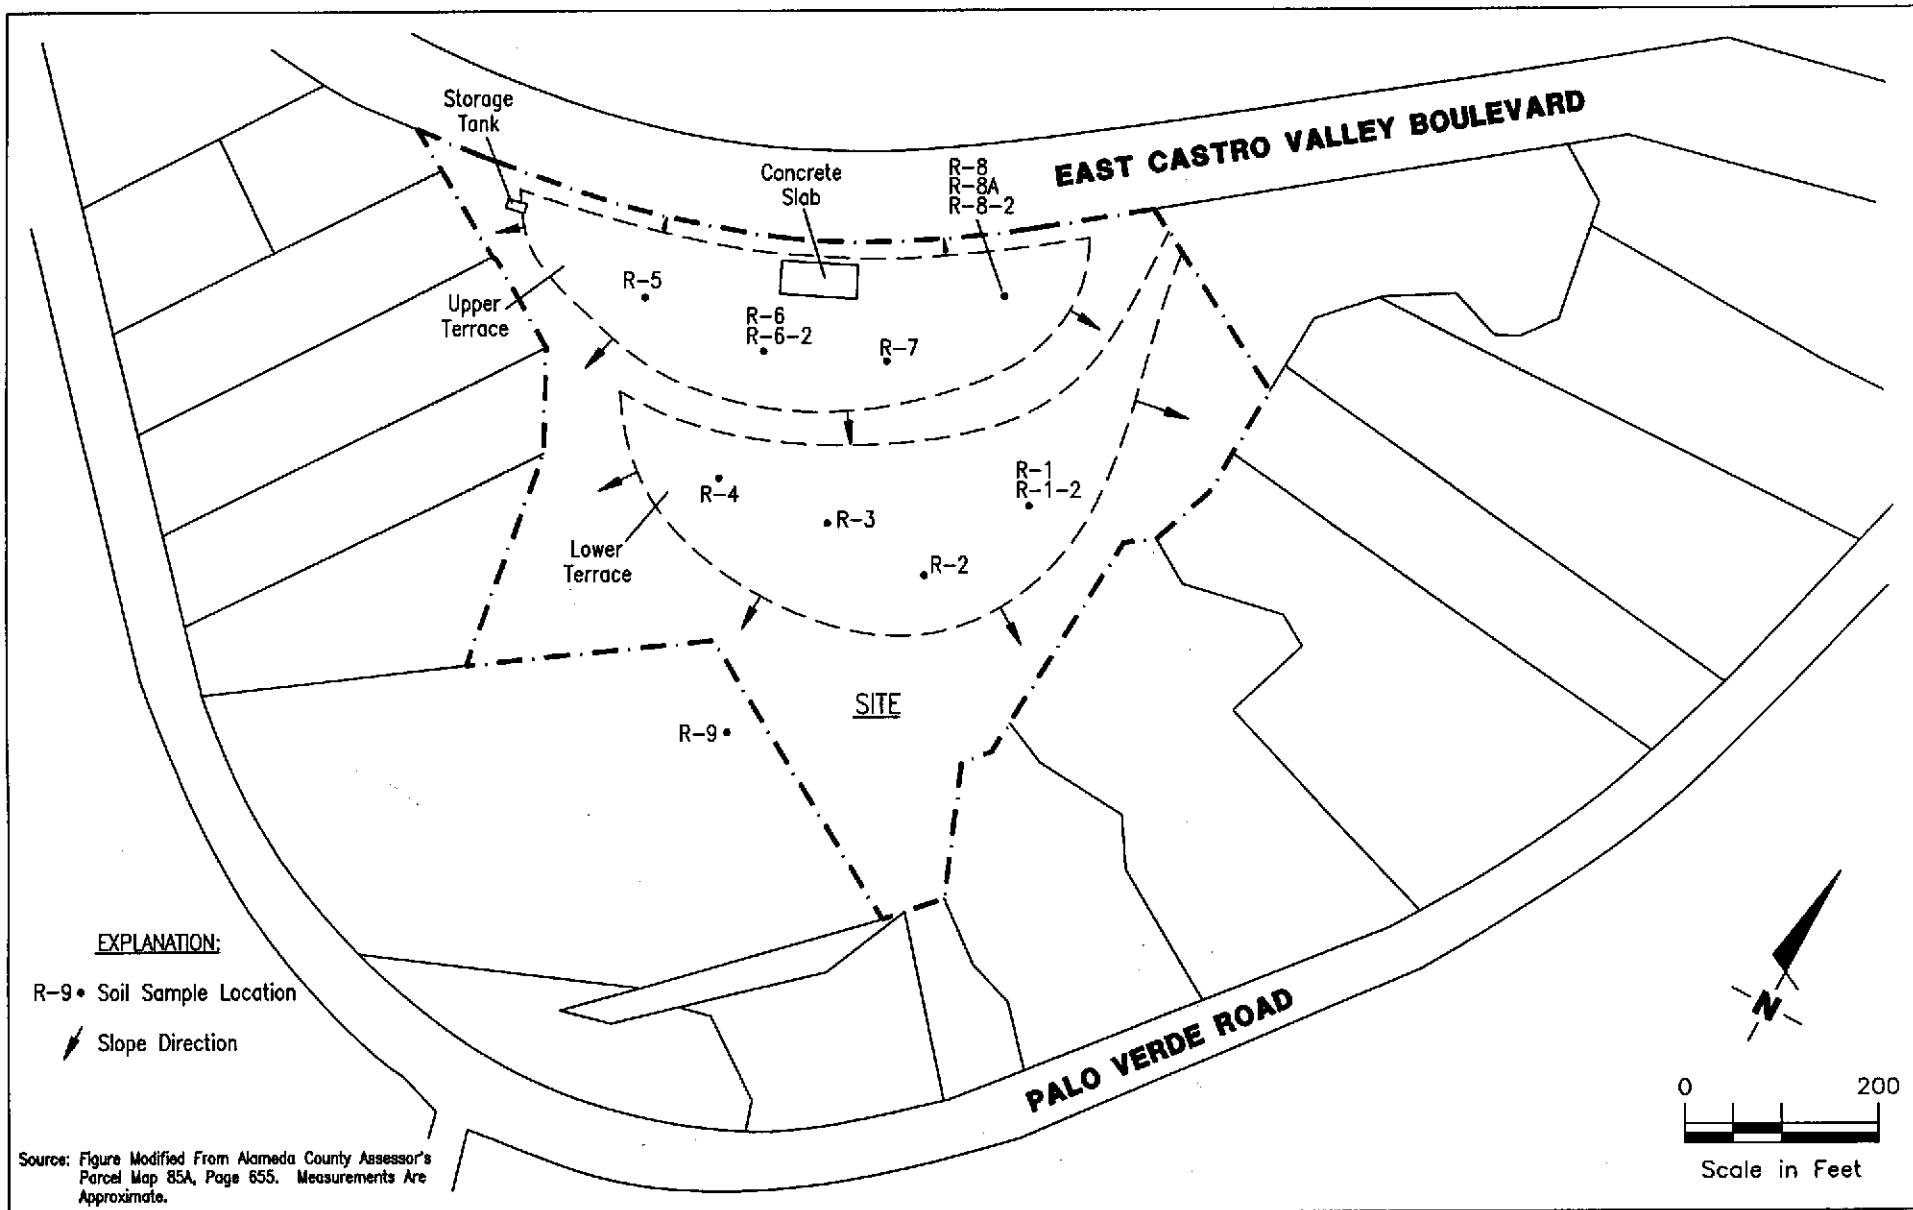 Storage
Tank
EAST CASTRO VALLEY BOULEVARD
Concrete
Slab
R-8
R-8A
R-8-2
R-5
Upper
Terrace
R-6
R-6-2
R-7
R-4
R-3
R-1
R-1-2
Lower
Terrace
R-2
SITE
R-9
EXPLANATION:
R-9 • Soil Sample Location
Slope Direction
N
PALO VERDE ROAD
0 200
Scale in Feet
Source: Figure Modified From Alameda County Assessor's
Parcel Map 85A, Page 655. Measurements Are
Approximate.